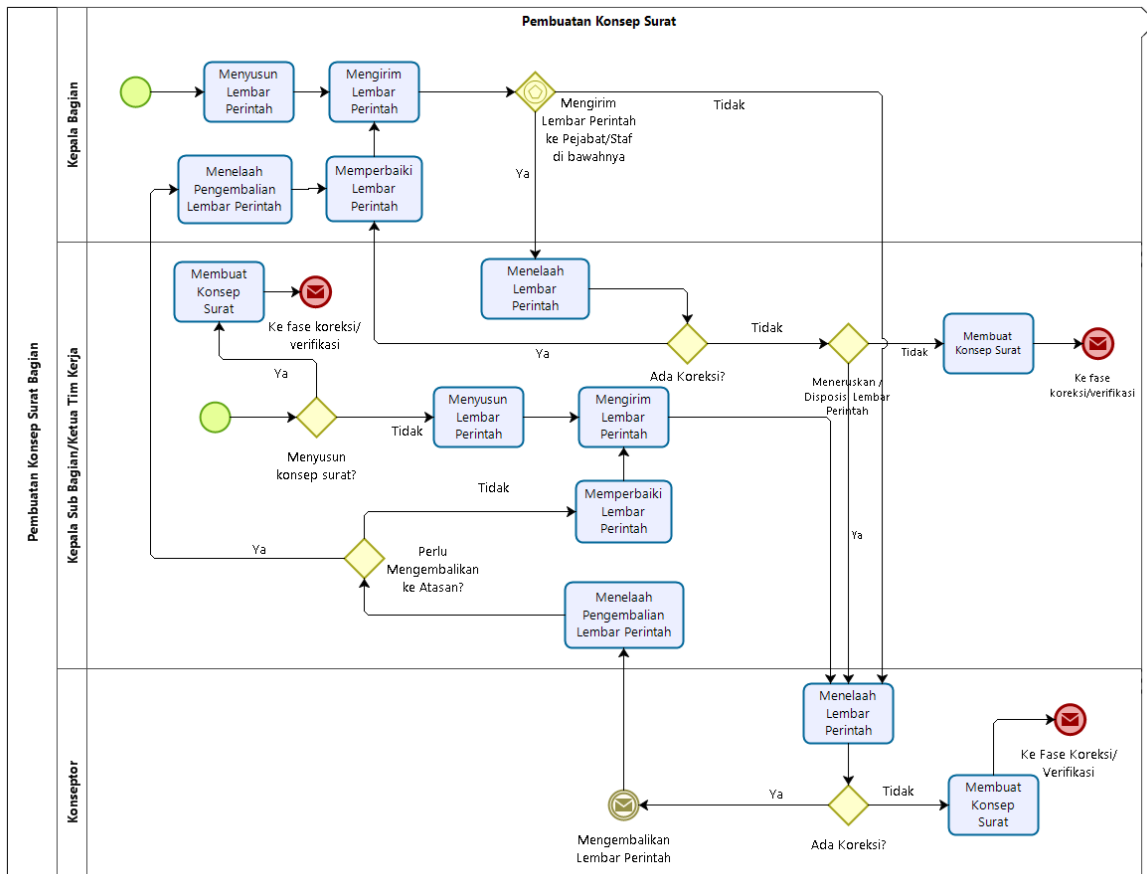 Pembuatan Konsep Surat
Pembuatan Konsep Surat Bagian
Kepala Bagian
Menyusun
Lembar
Perintah
Mengirim
Lembar
Perintah
Mengirim
Lembar Perintah
ke Pejabat/Staf
di bawahnya
Tidak
Ya
Menelaah
Pengembalian
Lembar Perintah
Memperbaiki
Lembar
Perintah
Kepala Sub Bagian/Ketua Tim Kerja
Membuat
Konsep
Surat
Ke fase koreksi/
verifikasi
Ya
Menelaah
Lembar
Perintah
Ya
Ada Koreksi?
Tidak
Tidak
Meneruskan /
Disposisi Lembar
Perintah
Membuat
Konsep Surat
Ke fase
koreksi/verifikasi
Menyusun
konsep surat?
Tidak
Menyusun
Lembar
Perintah
Mengirim
Lembar
Perintah
Tidak
Memperbaiki
Lembar
Perintah
Ya
Ya
Perlu
Mengembalikan
ke Atasan?
Menelaah
Pengembalian
Lembar Perintah
Konseptor
Menelaah
Lembar
Perintah
Ke Fase Koreksi/
Verifikasi
Mengembalikan
Lembar Perintah
Ya
Ada Koreksi?
Tidak
Membuat
Konsep
Surat